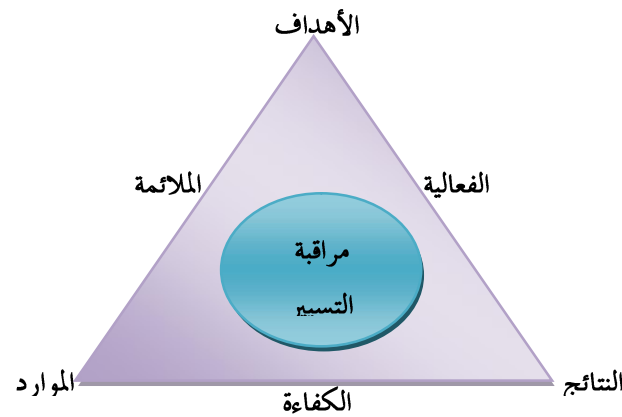 الأهداف
الفعالية
الملائمة
مراقبة
التسيير
النتائج
الموارد
الكفاءة